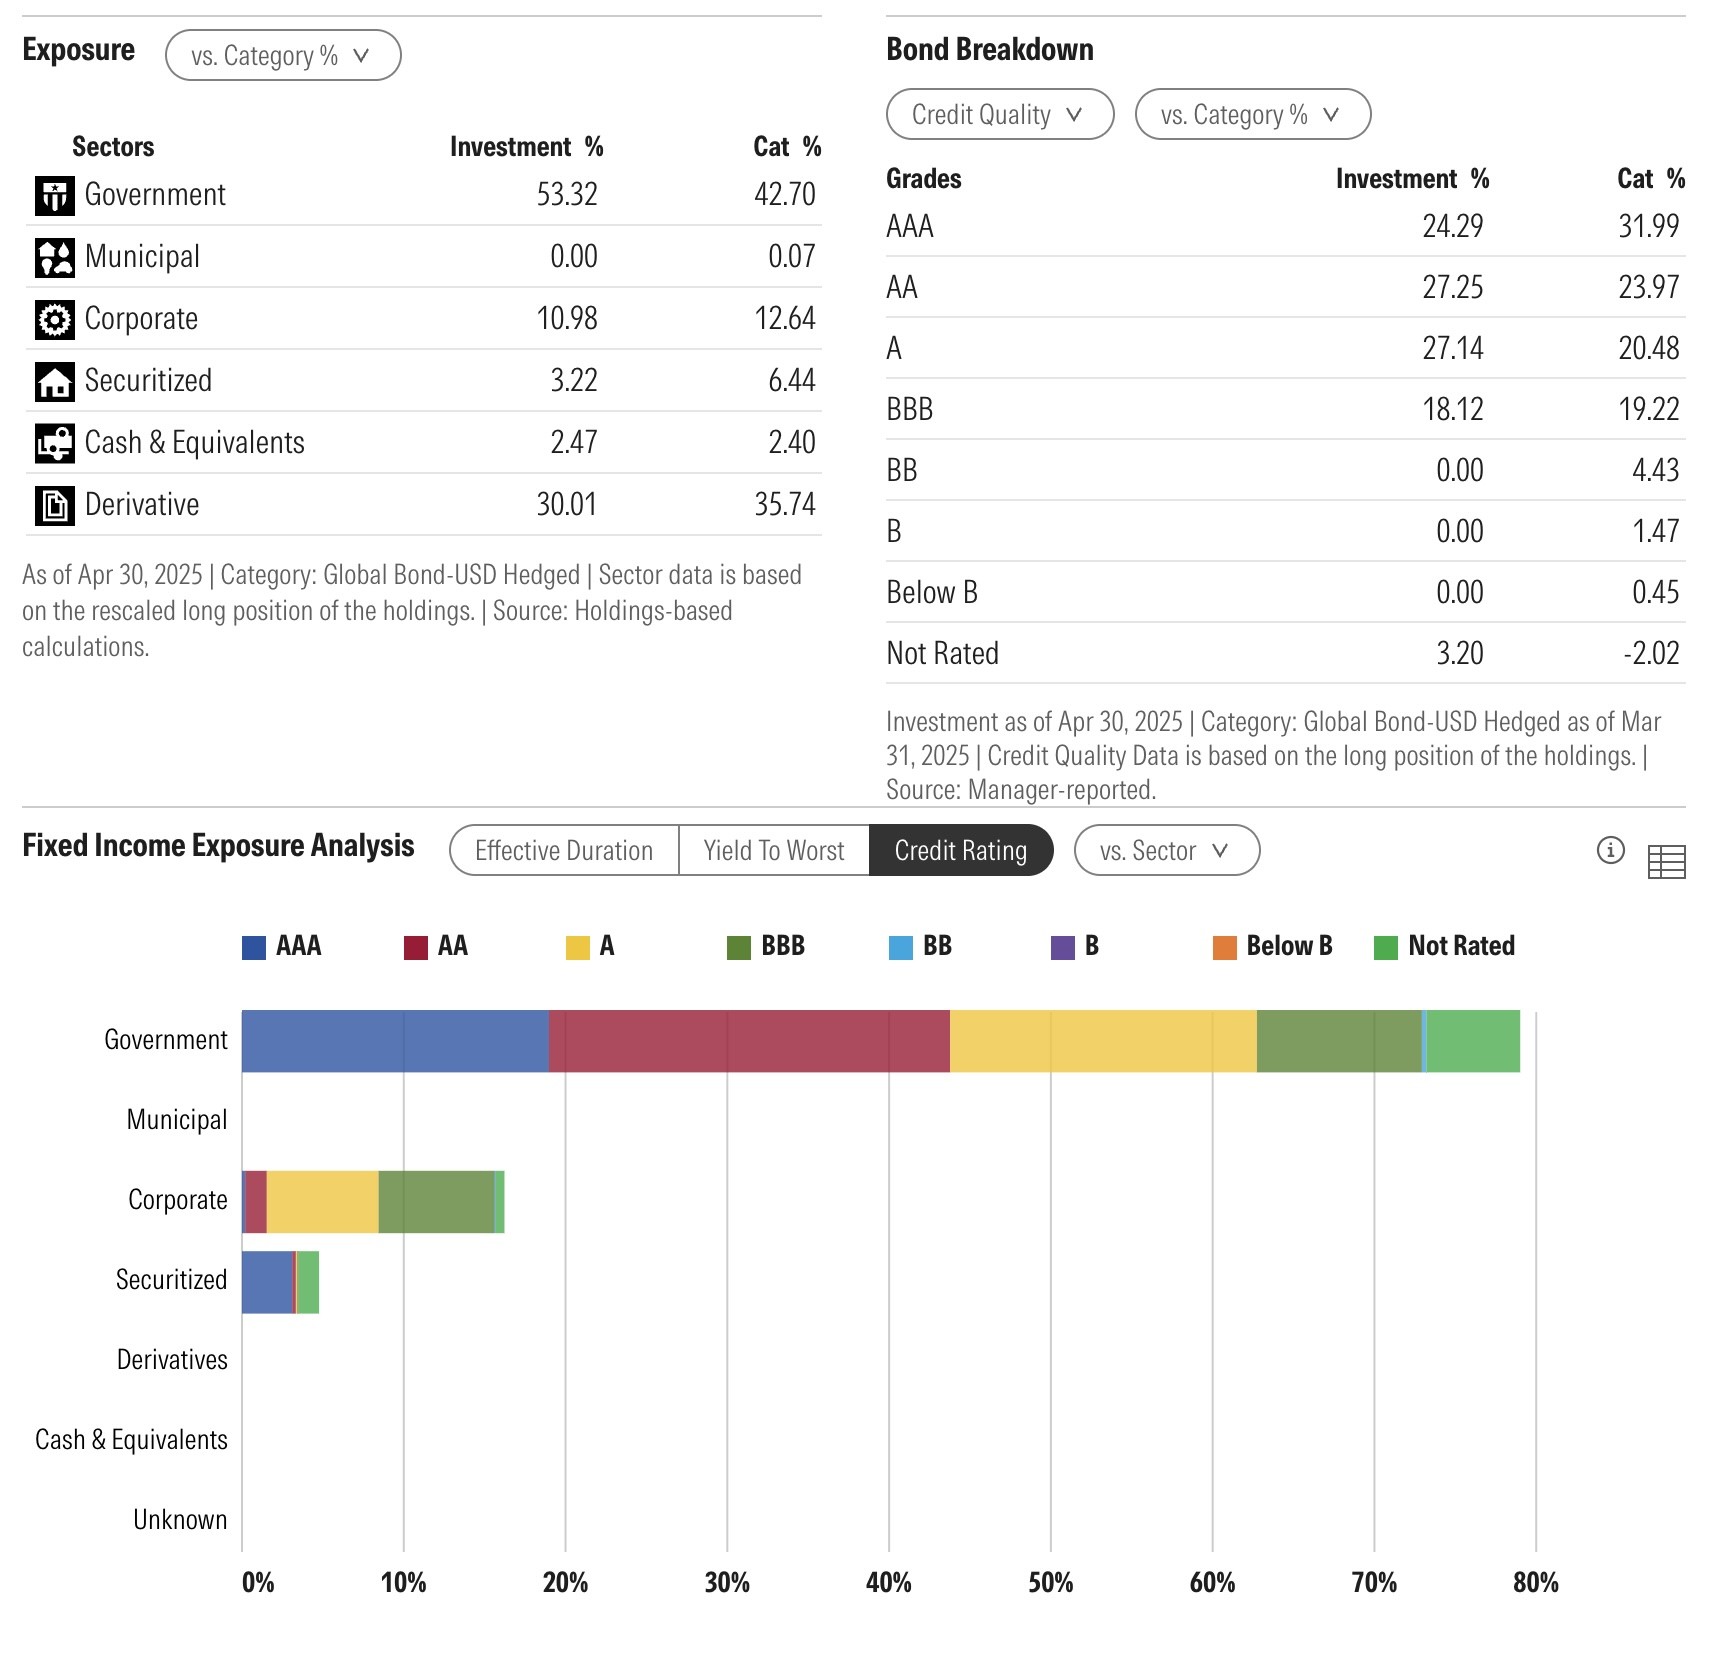 Exposure
vs. Category %
Sectors Investment % Cat %
Government 53.32 42.70
Municipal 0.00 0.07
Corporate 10.98 12.64
Securitized 3.22 6.44
Cash & Equivalents 2.47 2.40
Derivative 30.01 35.74
As of Apr 30, 2025 | Category: Global Bond-USD Hedged | Sector data is based
on the rescaled long position of the holdings. | Source: Holdings-based
calculations.
Bond Breakdown
Credit Quality vs. Category %
Grades Investment % Cat %
AAA 24.29 31.99
AA 27.25 23.97
A 27.14 20.48
BBB 18.12 19.22
BB 0.00 4.43
B 0.00 1.47
Below B 0.00 0.45
Not Rated 3.20 -2.02
Investment as of Apr 30, 2025 | Category: Global Bond-USD Hedged as of Mar
31, 2025 | Credit Quality Data is based on the long position of the holdings. |
Source: Manager-reported.
Fixed Income Exposure Analysis Effective Duration Yield To Worst Credit Rating vs. Sector
AAA AA A BBB BB B Below B Not Rated
Government
Municipal
Corporate
Securitized
Derivatives
Cash & Equivalents
Unknown
0% 10% 20% 30% 40% 50% 60% 70% 80%